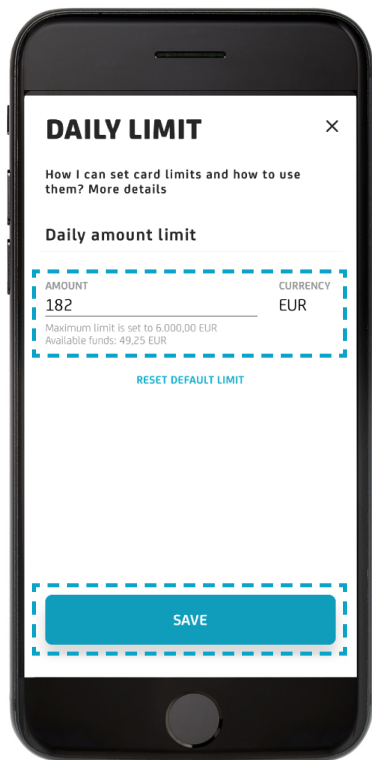 DAILY LIMIT
How I can set card limits and how to use
them? More details
Daily amount limit
AMOUNT
CURRENCY
182
EUR
Maximum limit is set to 6.000,00 EUR
Available funds: 49,25 EUR
RESET DEFAULT LIMIT
SAVE